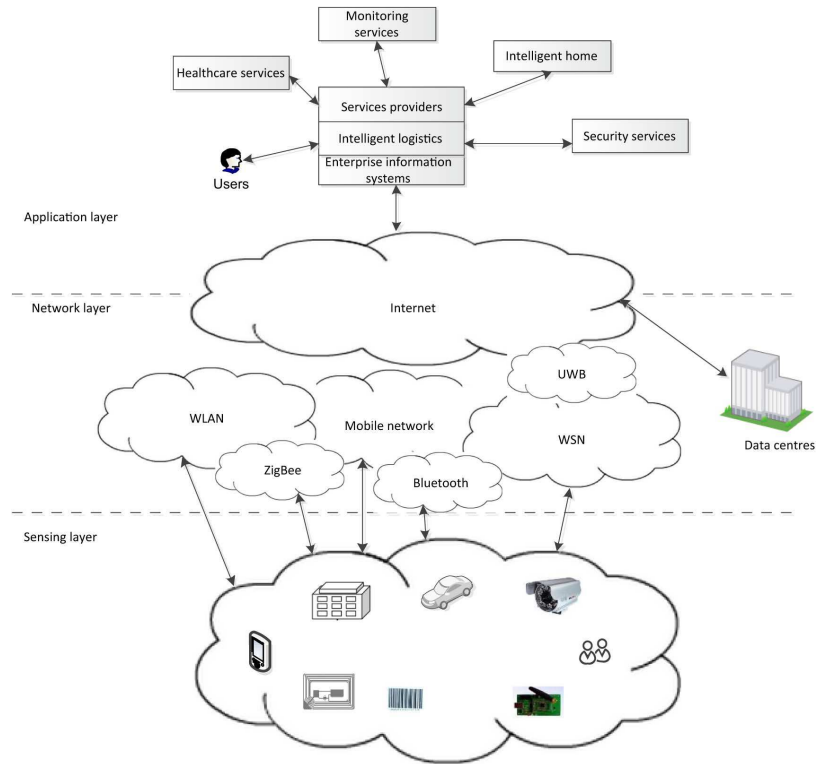 Monitoring
services
Intelligent home
Healthcare services
Services providers
Intelligent logistics
Security services
Enterprise information
systems
Users
Application layer
Network layer
Internet
UWB
WLAN
Mobile network
WSN
Data centres
ZigBee
Bluetooth
Sensing layer